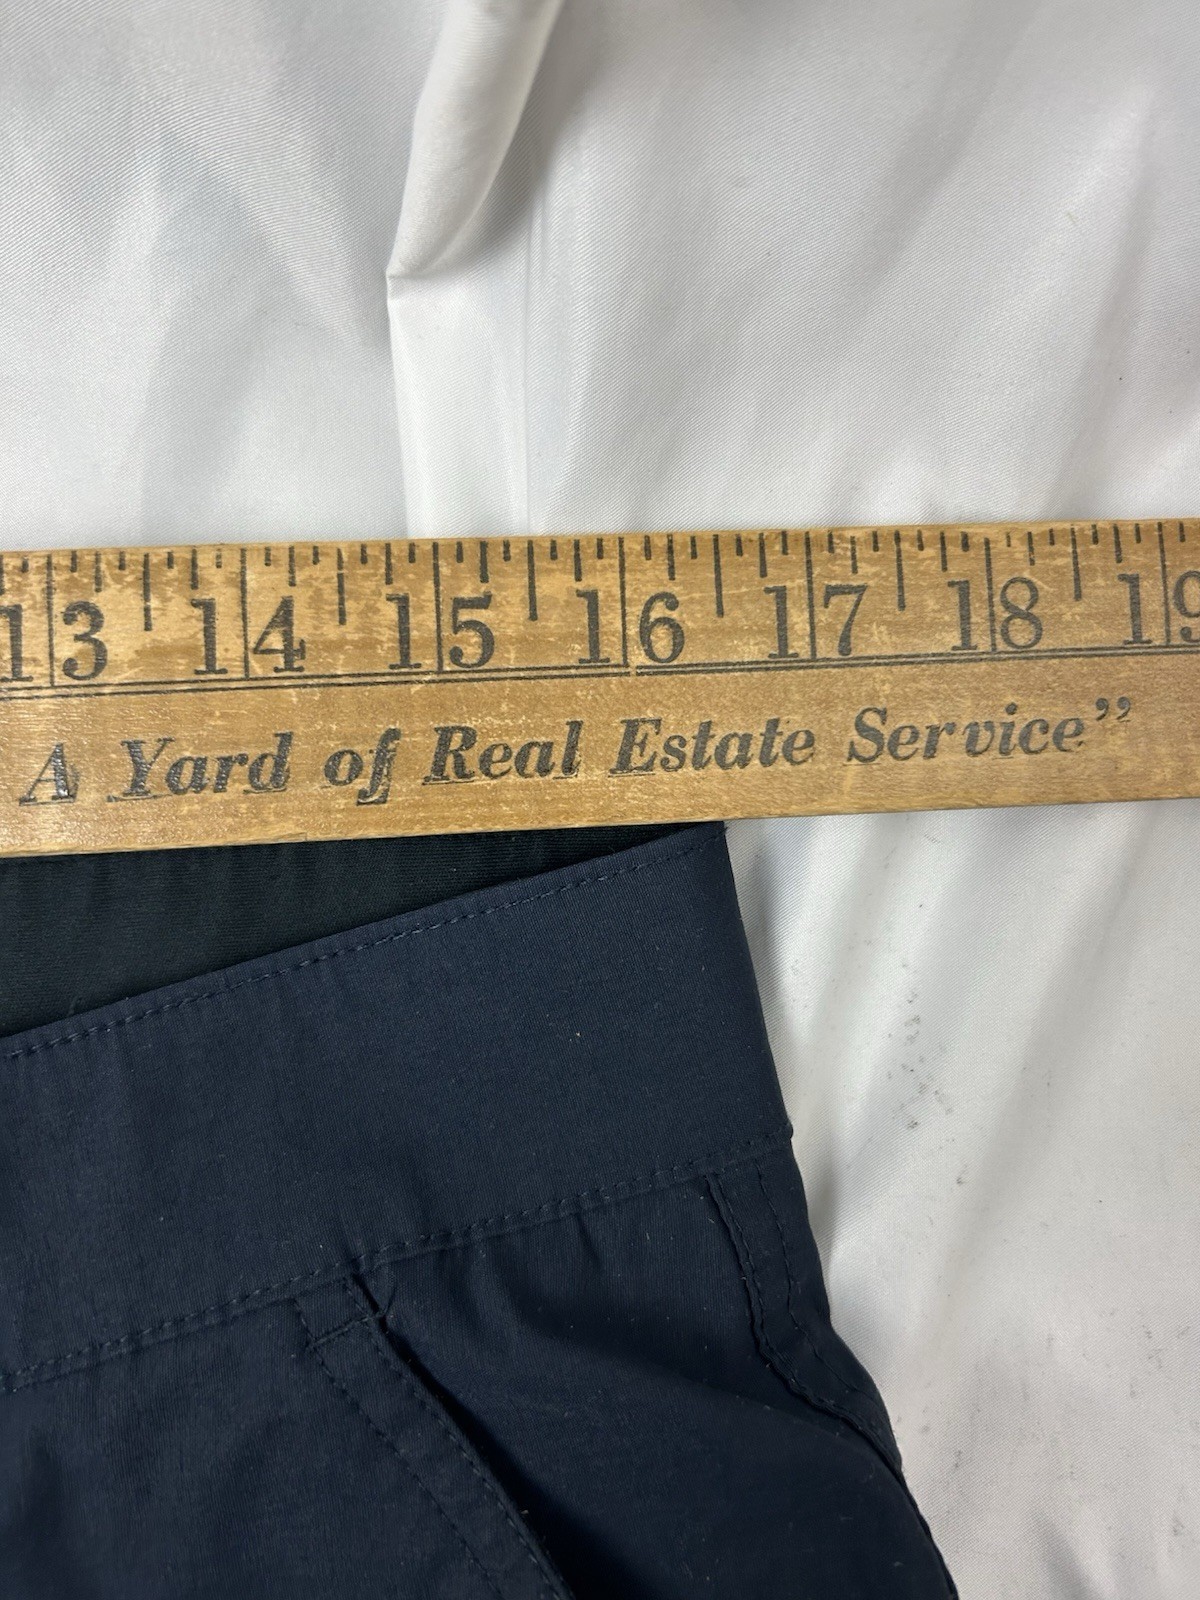 13 14 15 16 17 18 19
A Yard of Real Estate Service”